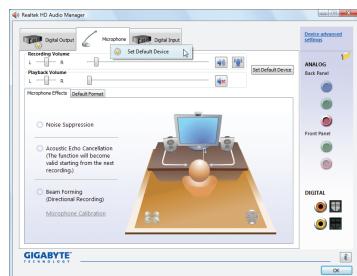 Realtek HD Audio Manager
Digital Output
Microphone
Digital Input
Device advanced
settings
Set Default Device
Recording Volume
L R
Set Default Device
Playback Volume
L R
Microphone Effects
Default Format
ANALOG
Back Panel
Noise Suppression
Acoustic Echo Cancellation
(The function will become
valid starting from the next
recording.)
Front Panel
Beam Forming
(Directional Recording)
Microphone Calibration
DIGITAL
GIGABYTE
TECHNOLOGY
i
OK